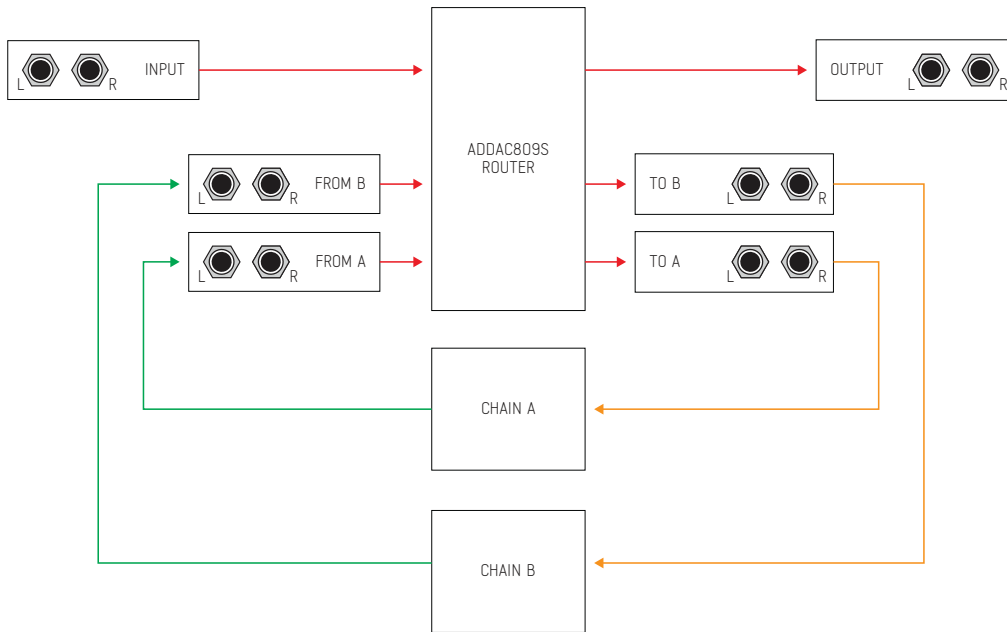 L R INPUT
ADDAC809S
ROUTER
OUTPUT L R
L R FROM B
TO B L R
L R FROM A
TO A L R
CHAIN A
CHAIN B